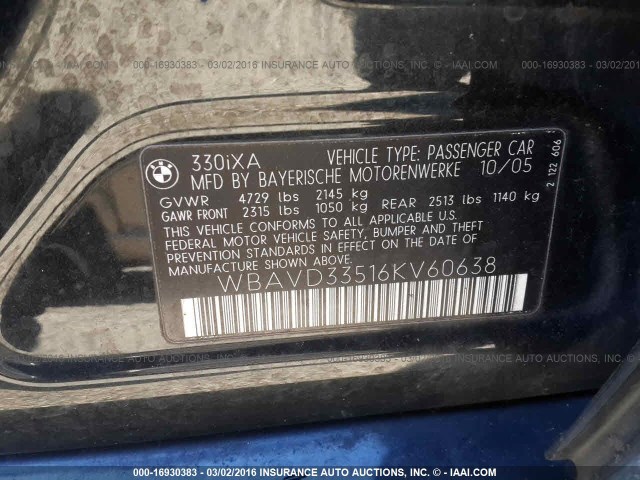 000-16930383 - 03/02/2016 INSURANCE AUTO AUCTIONS, INC. © - IAAI.COM
BMW
330iXA VEHICLE TYPE: PASSENGER CAR
MFD BY BAYERISCHE MOTORENWERKE 10/05
GVWR 4729 lbs 2145 kg
GAWR FRONT 2315 lbs 1050 kg REAR 2513 lbs 1140 kg
THIS VEHICLE CONFORMS TO ALL APPLICABLE U.S.
FEDERAL MOTOR VEHICLE SAFETY, BUMPER AND THEFT
PREVENTION STANDARDS IN EFFECT ON THE DATE OF
MANUFACTURE SHOWN ABOVE.
WBAVD33516KV60638
2 122 606
000-16930383 - 03/02/2016 INSURANCE AUTO AUCTIONS, INC. © - IAAI.COM